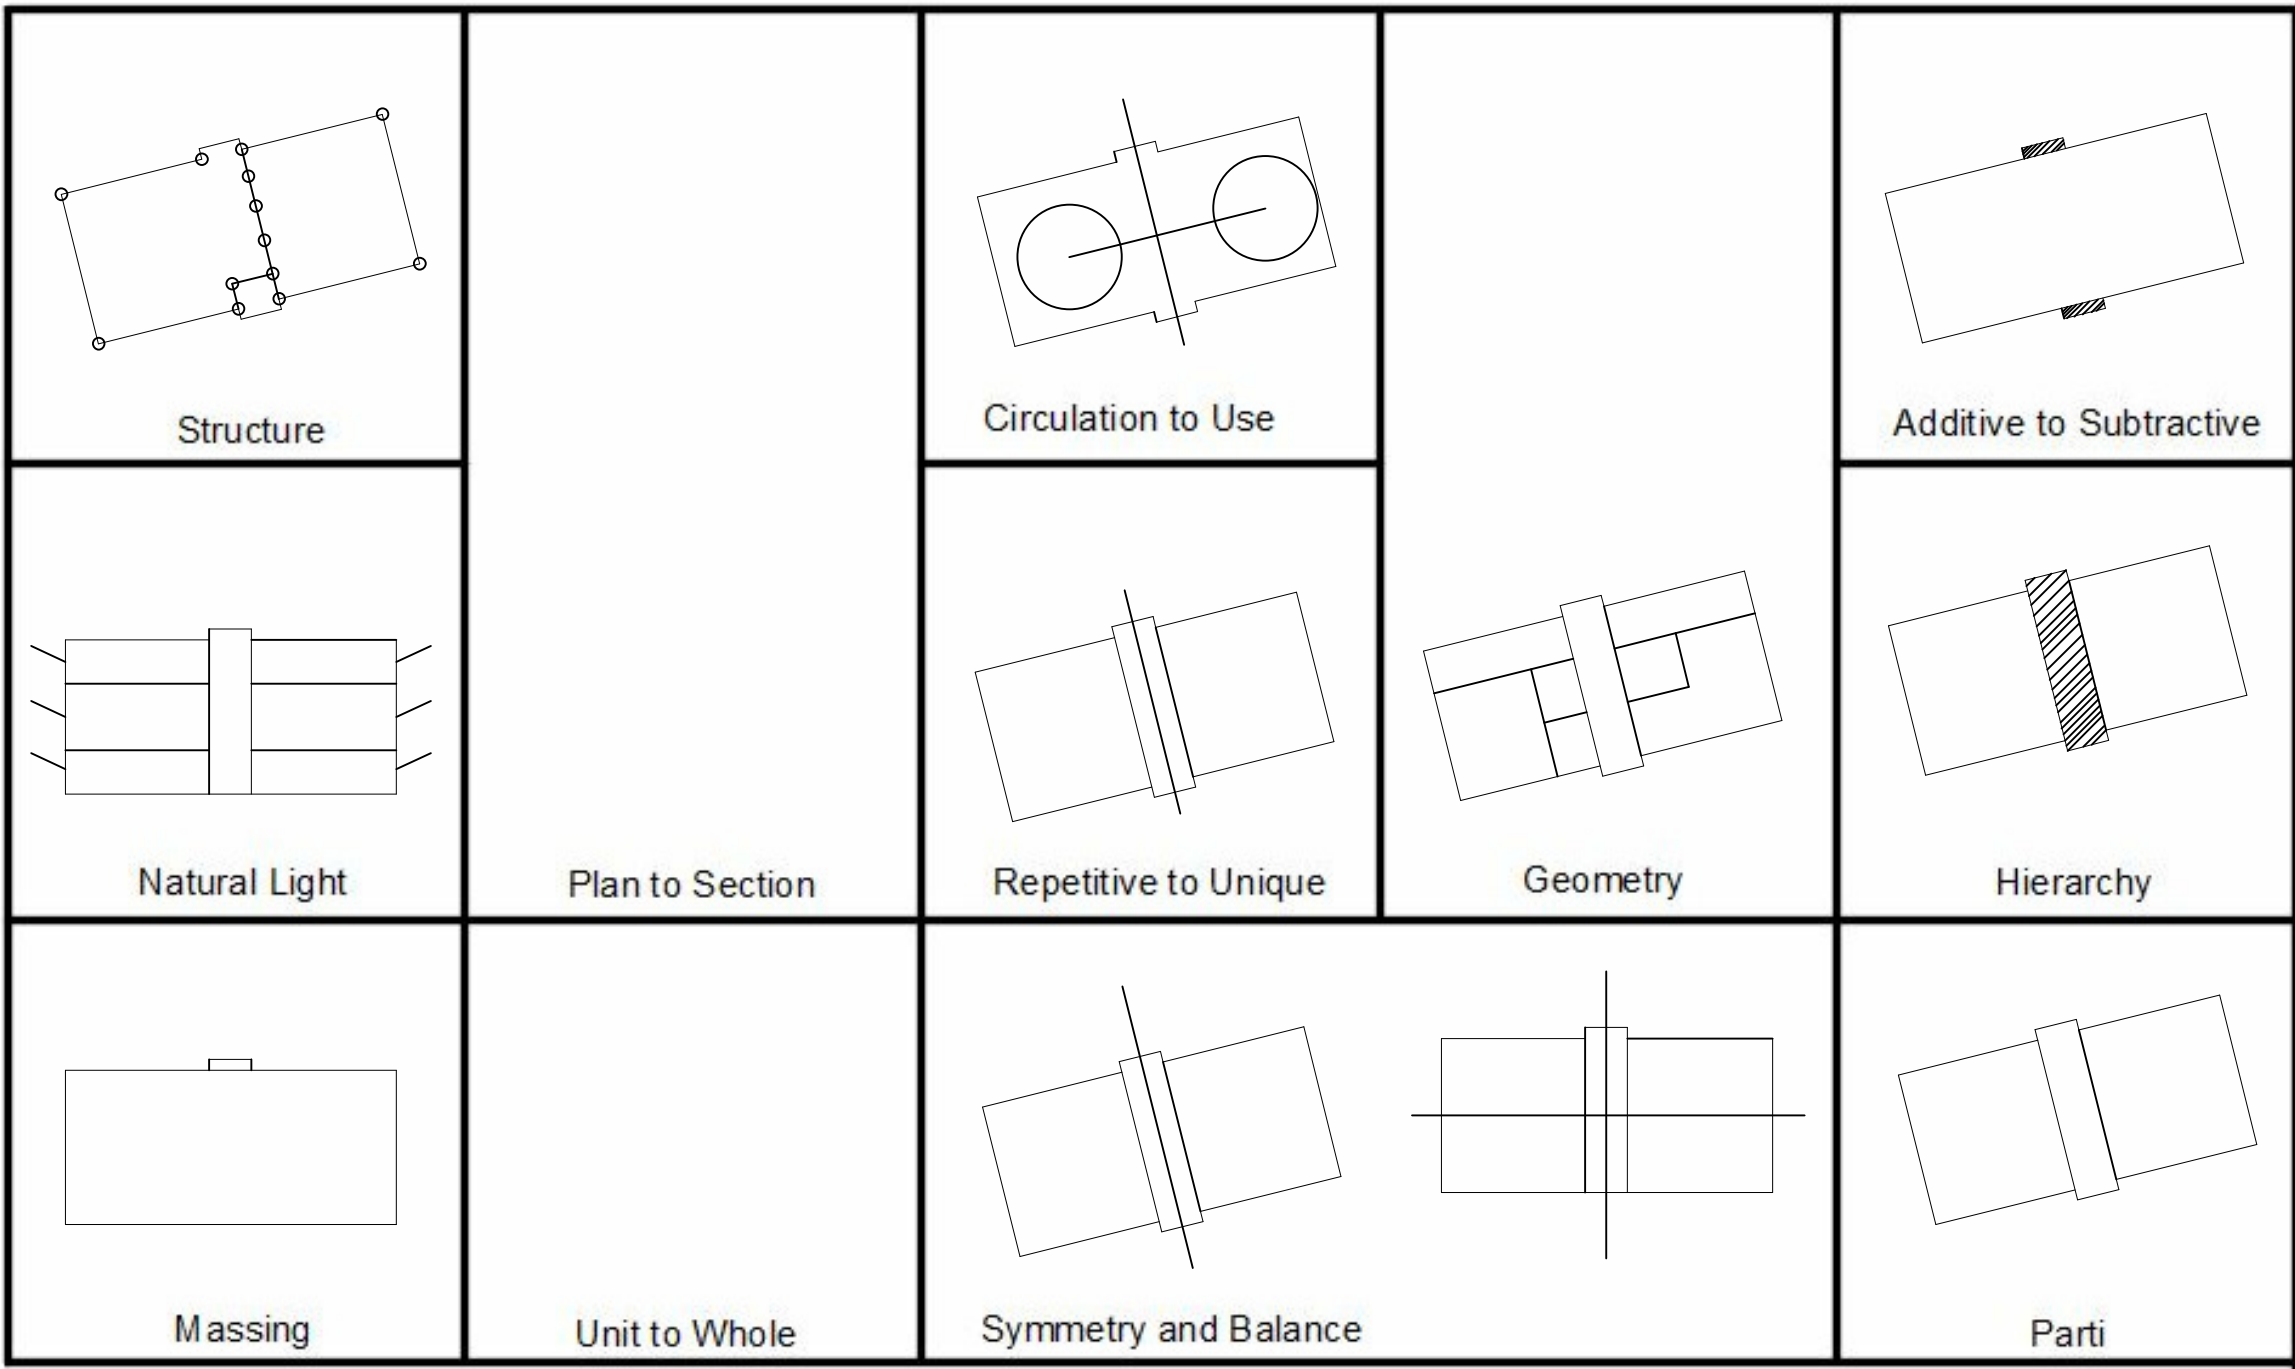 Structure
Circulation to Use
Additive to Subtractive
Natural Light
Plan to Section
Repetitive to Unique
Geometry
Hierarchy
Massing
Unit to Whole
Symmetry and Balance
Parti